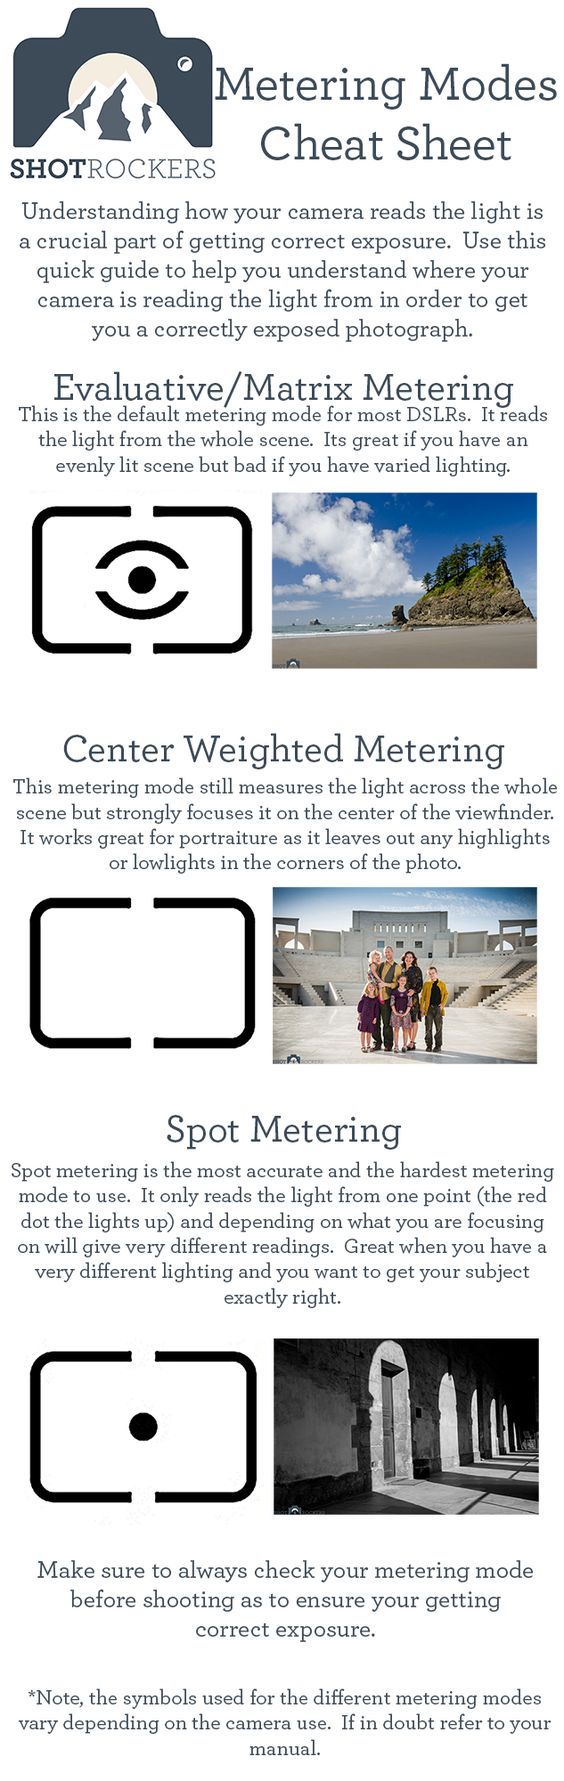 Metering Modes
Cheat Sheet
SHOTROCKERS
Understanding how your camera reads the light is
a crucial part of getting correct exposure.  Use this
quick guide to help you understand where your
camera is reading the light from in order to get
you a correctly exposed photograph.
Evaluative/Matrix Metering
This is the default metering mode for most DSLRs.  It reads
the light from the whole scene.  Its great if you have an
evenly lit scene but bad if you have varied lighting.
Center Weighted Metering
This metering mode still measures the light across the whole
scene but strongly focuses it on the center of the viewfinder.
It works great for portraiture as it leaves out any highlights
or lowlights in the corners of the photo.
SHOTROCKERS
Spot Metering
Spot metering is the most accurate and the hardest metering
mode to use.  It only reads the light from one point (the red
dot the lights up) and depending on what you are focusing
on will give very different readings.  Great when you have a
very different lighting and you want to get your subject
exactly right.
SHOTROCKERS
Make sure to always check your metering mode
before shooting as to ensure your getting
correct exposure.
*Note, the symbols used for the different metering modes
vary depending on the camera use.  If in doubt refer to your
manual.